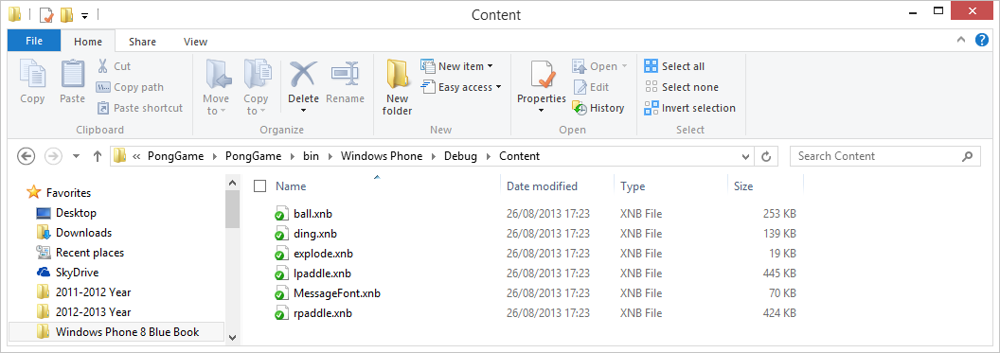 Content
File Home Share View
Copy Paste Cut Copy path Paste shortcut Clipboard
Move to Copy to Delete Rename Organize
New folder New item Easy access New
Properties Open Edit History Open
Select all Select none Invert selection Select
« PongGame PongGame bin Windows Phone Debug Content Search Content
Favorites
Desktop
Downloads
Recent places
SkyDrive
2011-2012 Year
2012-2013 Year
Windows Phone 8 Blue Book
Name Date modified Type Size
ball.xnb 26/08/2013 17:23 XNB File 253 KB
ding.xnb 26/08/2013 17:23 XNB File 139 KB
explode.xnb 26/08/2013 17:23 XNB File 19 KB
lpaddle.xnb 26/08/2013 17:23 XNB File 445 KB
MessageFont.xnb 26/08/2013 17:23 XNB File 70 KB
rpaddle.xnb 26/08/2013 17:23 XNB File 424 KB